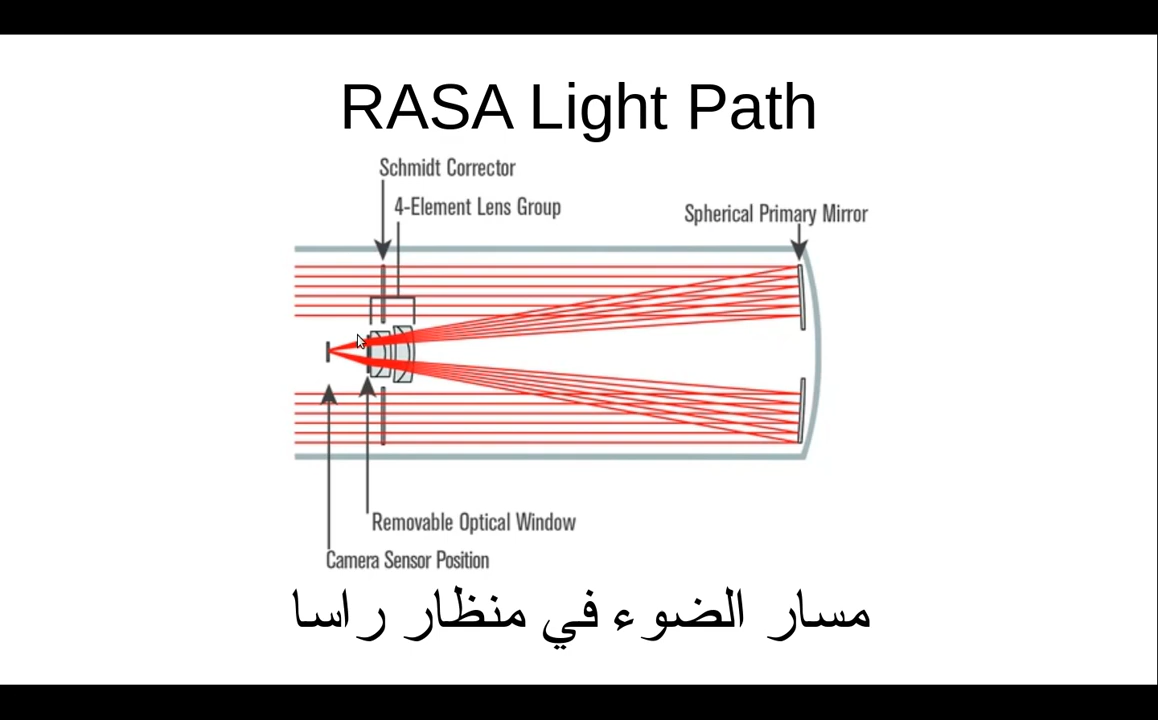 RASA Light Path
Schmidt Corrector
4-Element Lens Group
Spherical Primary Mirror
Removable Optical Window
Camera Sensor Position
مسار الضوء في منظار راسا